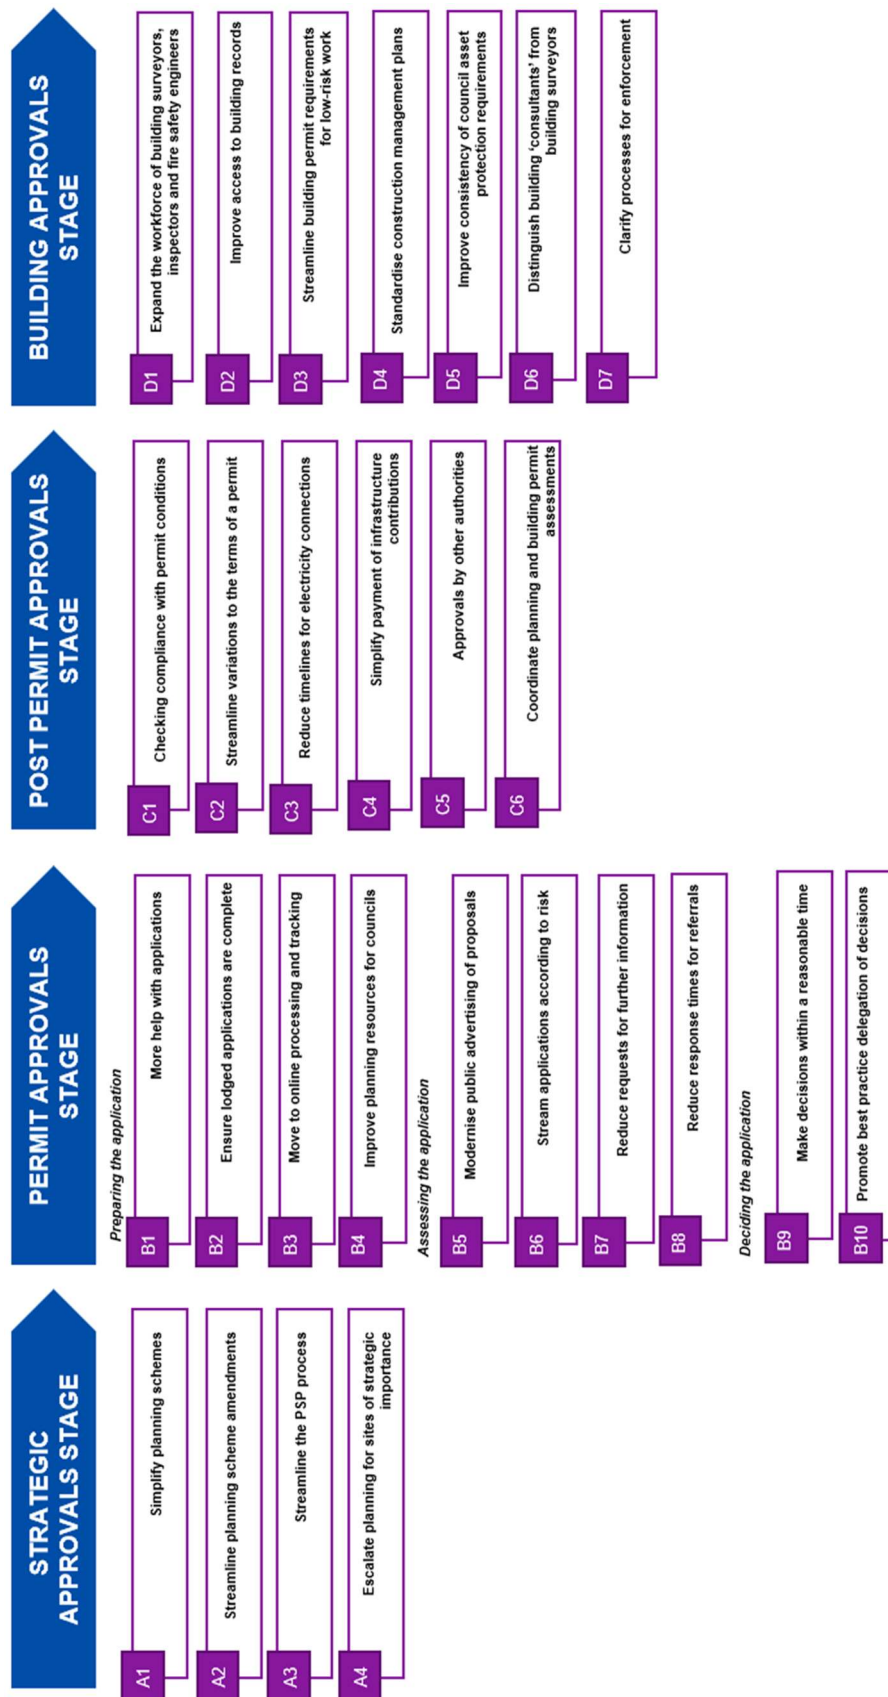 STRATEGIC
APPROVALS STAGE
A1
Simplify planning schemes
A2
Streamline planning scheme amendments
A3
Streamline the PSP process
A4
Escalate planning for sites of strategic
importance
PERMIT APPROVALS
STAGE
Preparing the application
B1
More help with applications
B2
Ensure lodged applications are complete
B3
Move to online processing and tracking
B4
Improve planning resources for councils
Assessing the application
B5
Modernise public advertising of proposals
B6
Stream applications according to risk
B7
Reduce requests for further information
B8
Reduce response times for referrals
Deciding the application
B9
Make decisions within a reasonable time
B10
Promote best practice delegation of decisions
POST PERMIT APPROVALS
STAGE
C1
Checking compliance with permit conditions
C2
Streamline variations to the terms of a permit
C3
Reduce timelines for electricity connections
C4
Simplify payment of infrastructure
contributions
C5
Approvals by other authorities
C6
Coordinate planning and building permit
assessments
BUILDING APPROVALS
STAGE
D1
Expand the workforce of building surveyors,
inspectors and fire safety engineers
D2
Improve access to building records
D3
Streamline building permit requirements
for low-risk work
D4
Standardise construction management plans
D5
Improve consistency of council asset
protection requirements
D6
Distinguish building ‘consultants’ from
building surveyors
D7
Clarify processes for enforcement